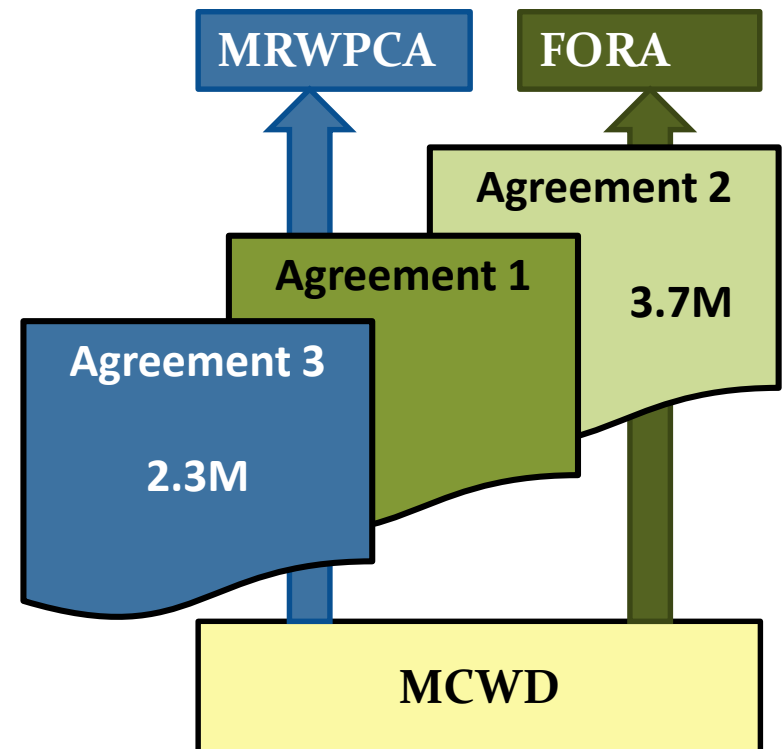 MRWPCA
FORA
Agreement 2
3.7M
Agreement 1
Agreement 3
2.3M
MCWD